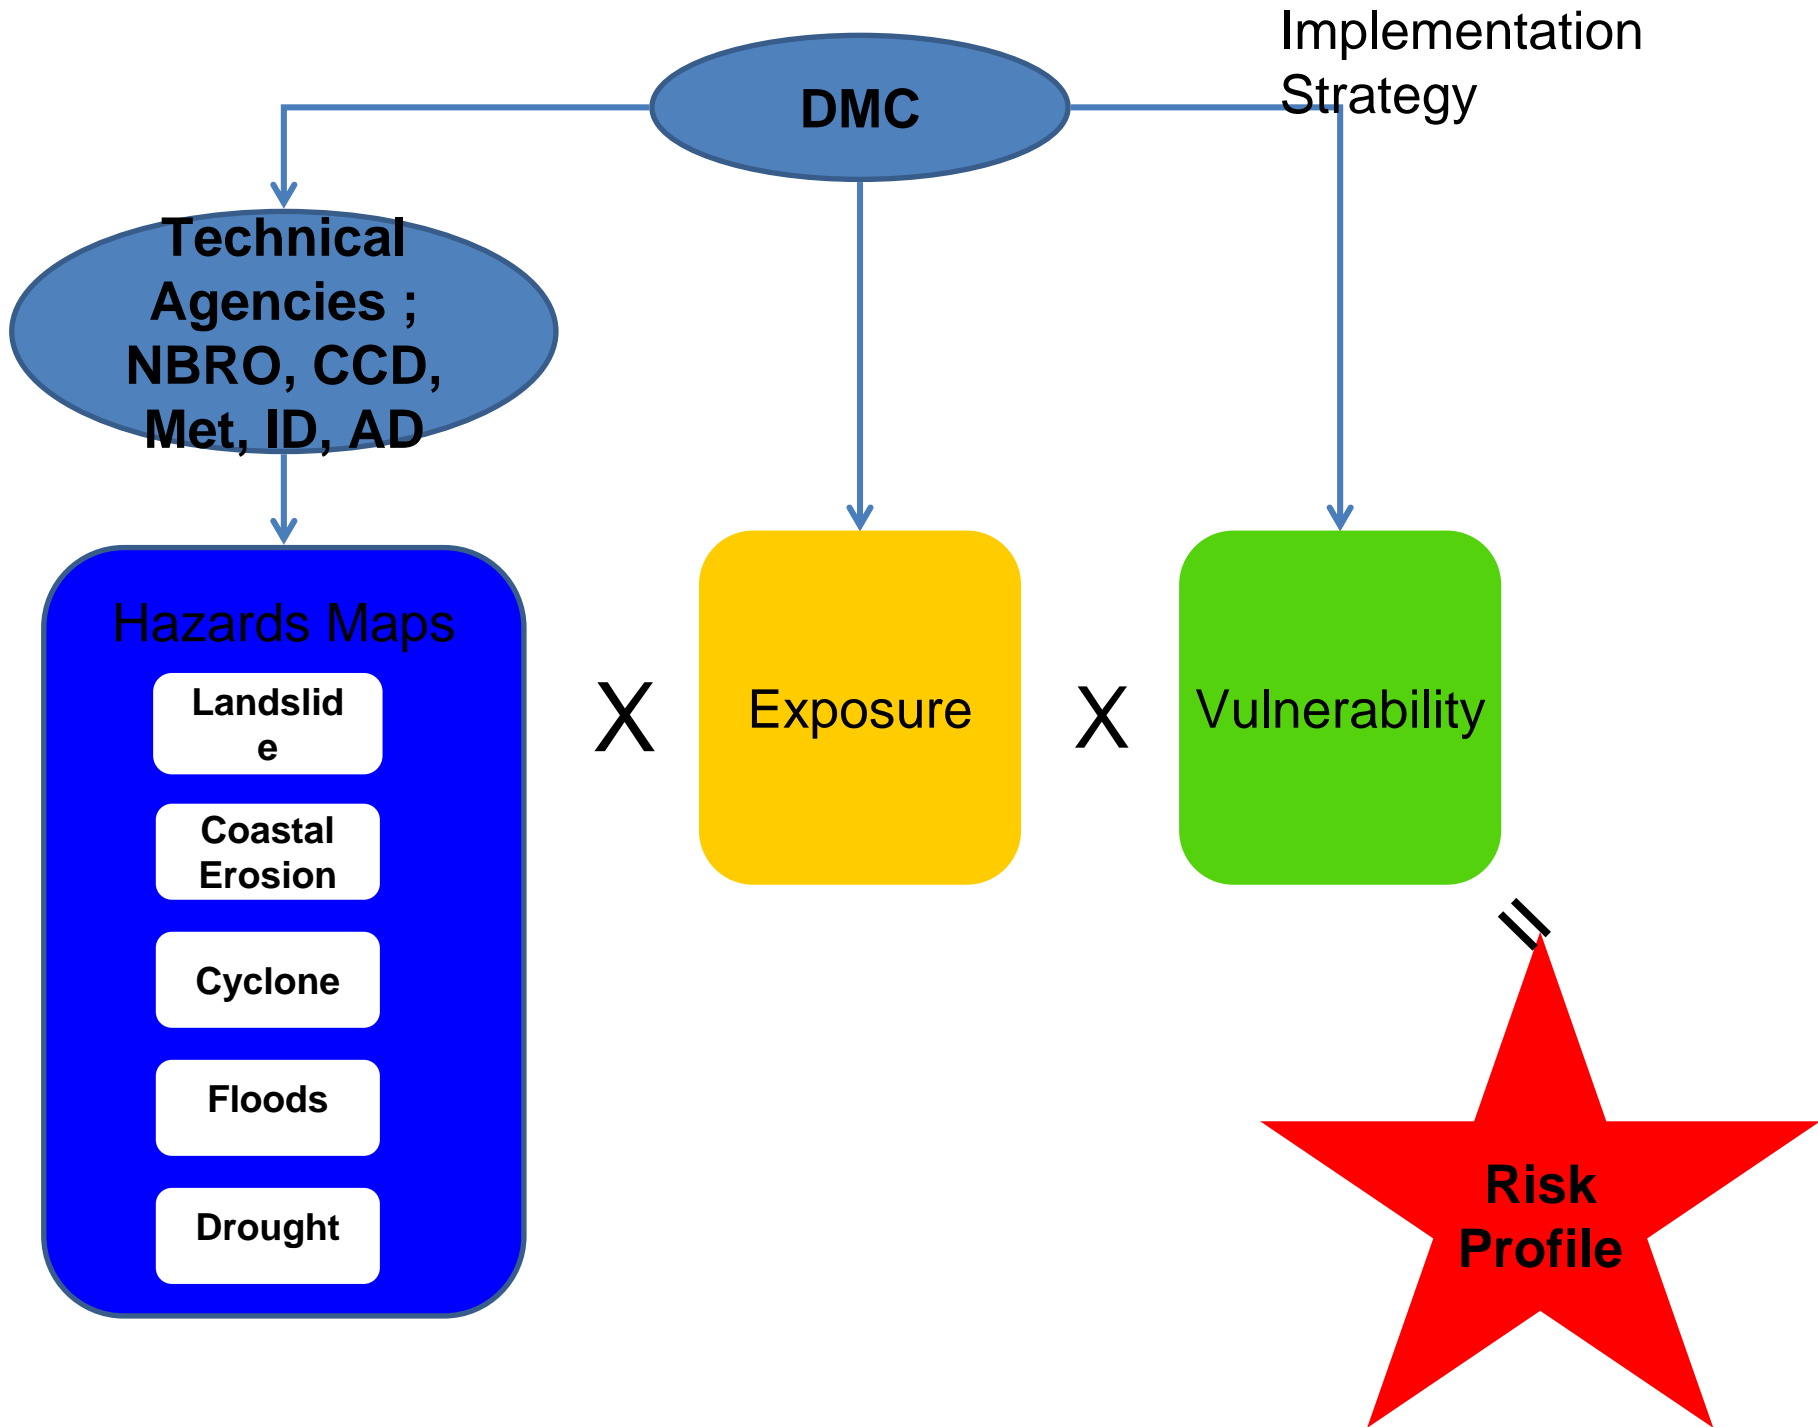 Implementation
Strategy
DMC
Technical
Agencies ;
NBRO, CCD,
Met, ID, AD
Hazards Maps
Landslid
e
Coastal
Erosion
Cyclone
Floods
Drought
X
Exposure
X
Vulnerability
=
Risk
Profile